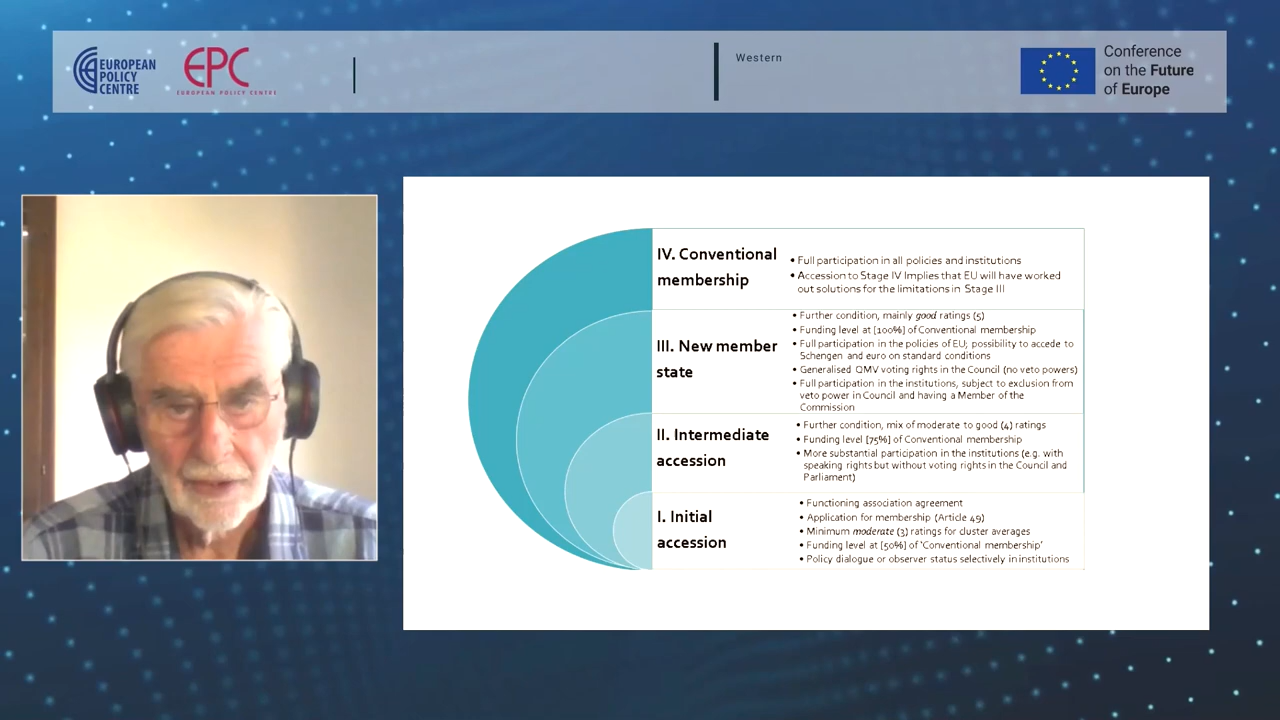 EUROPEAN
POLICY
CENTRE
EPC
EUROPEAN POLICY CENTRE
Western
Conference
on the Future
of Europe
IV. Conventional
membership
• Full participation in all policies and institutions
• Accession to Stage IV Implies that EU will have worked
out solutions for the limitations in Stage III
III. New member
state
• Further condition, mainly good ratings (5)
• Funding level at [100%] of Conventional membership
• Full participation in the policies of EU; possibility to accede to
Schengen and euro on standard conditions
• Generalised QMV voting rights in the Council (no veto powers)
• Full participation in the institutions, subject to exclusion from
veto power in Council and having a Member of the
Commission
II. Intermediate
accession
• Further condition, mix of moderate to good (4) ratings
• Funding level [75%] of Conventional membership
• More substantial participation in the institutions (e.g. with
speaking rights but without voting rights in the Council and
Parliament)
I. Initial
accession
• Functioning association agreement
• Application for membership (Article 49)
• Minimum moderate (3) ratings for cluster averages
• Funding level at [50%] of 'Conventional membership'
• Policy dialogue or observer status selectively in institutions